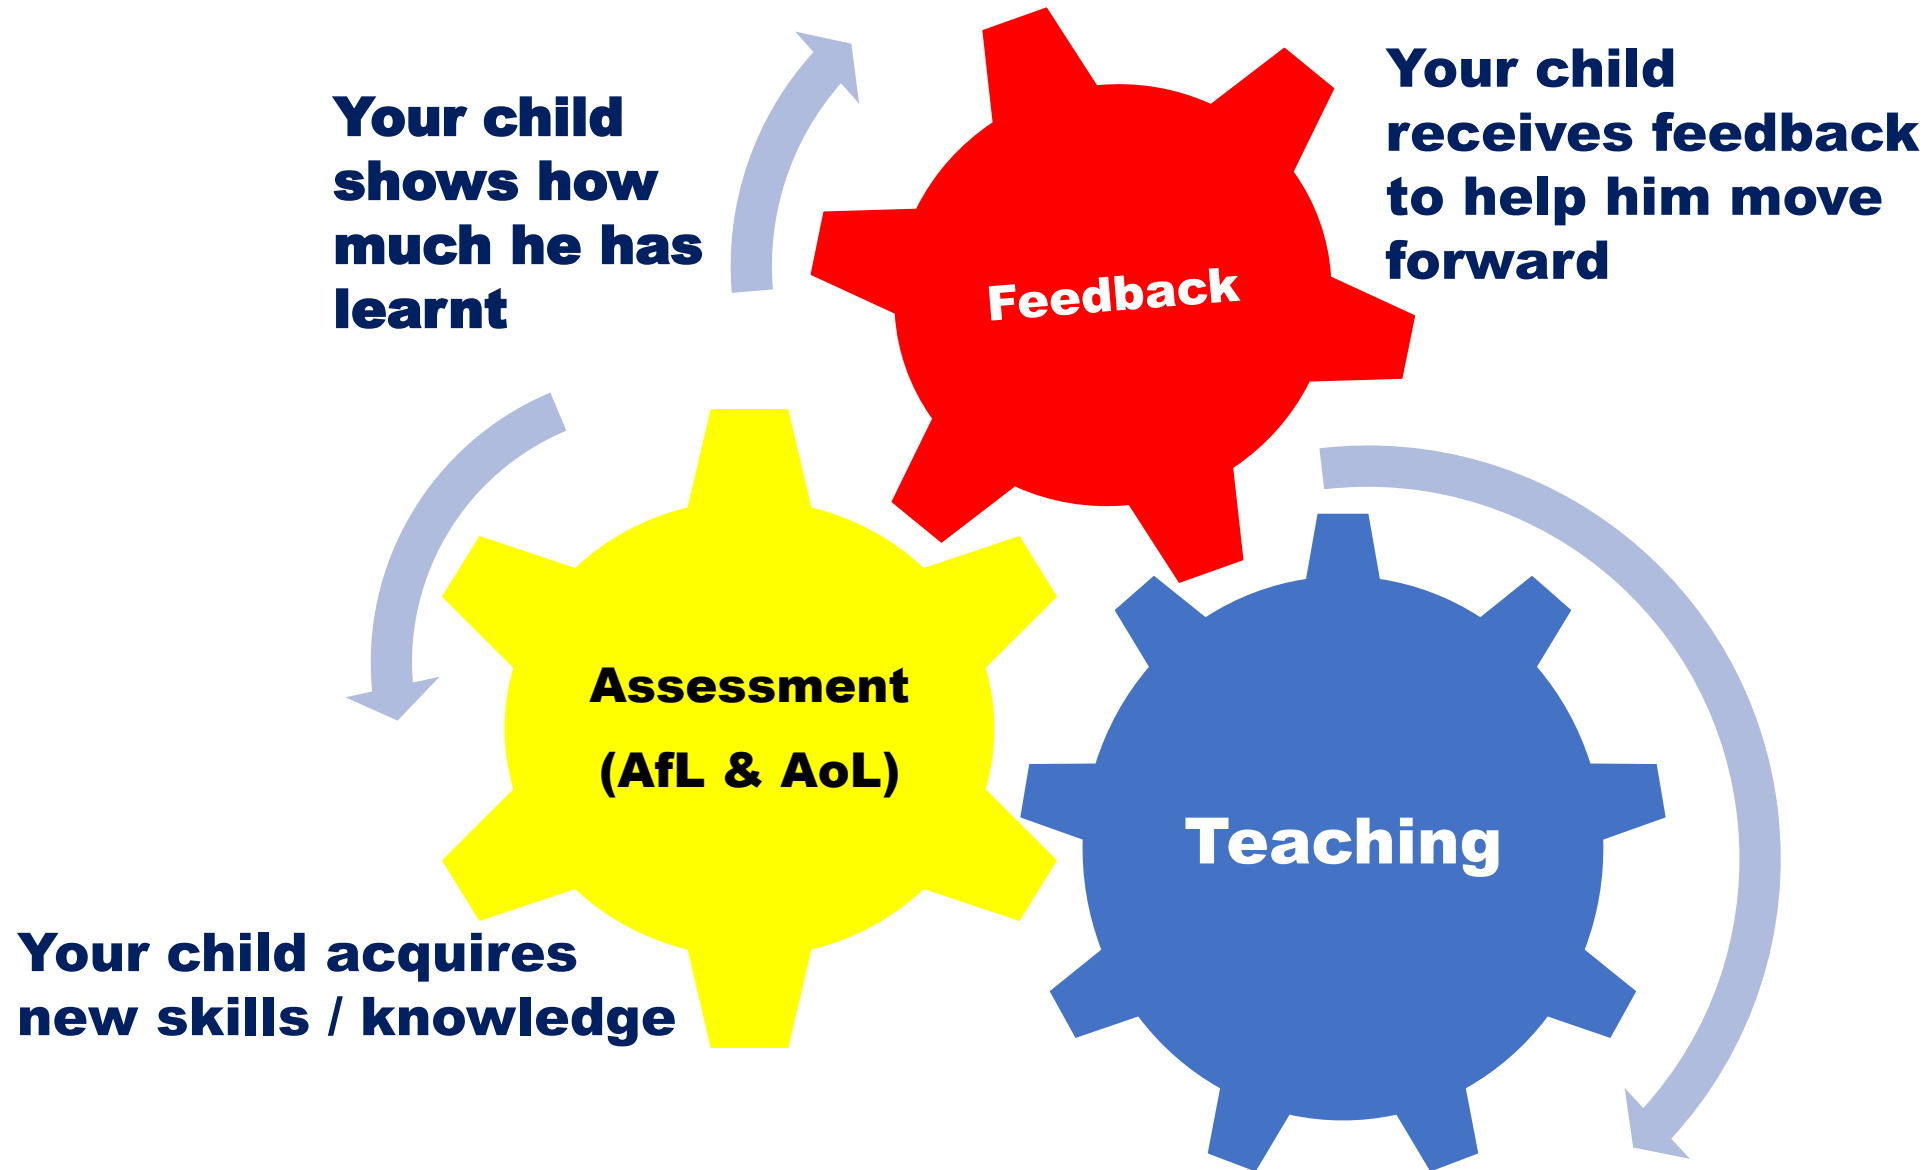 Your child
shows how
much he has
learnt
Your child
receives feedback
to help him move
forward
Feedback
Assessment
(AfL & AoL)
Teaching
Your child acquires
new skills / knowledge